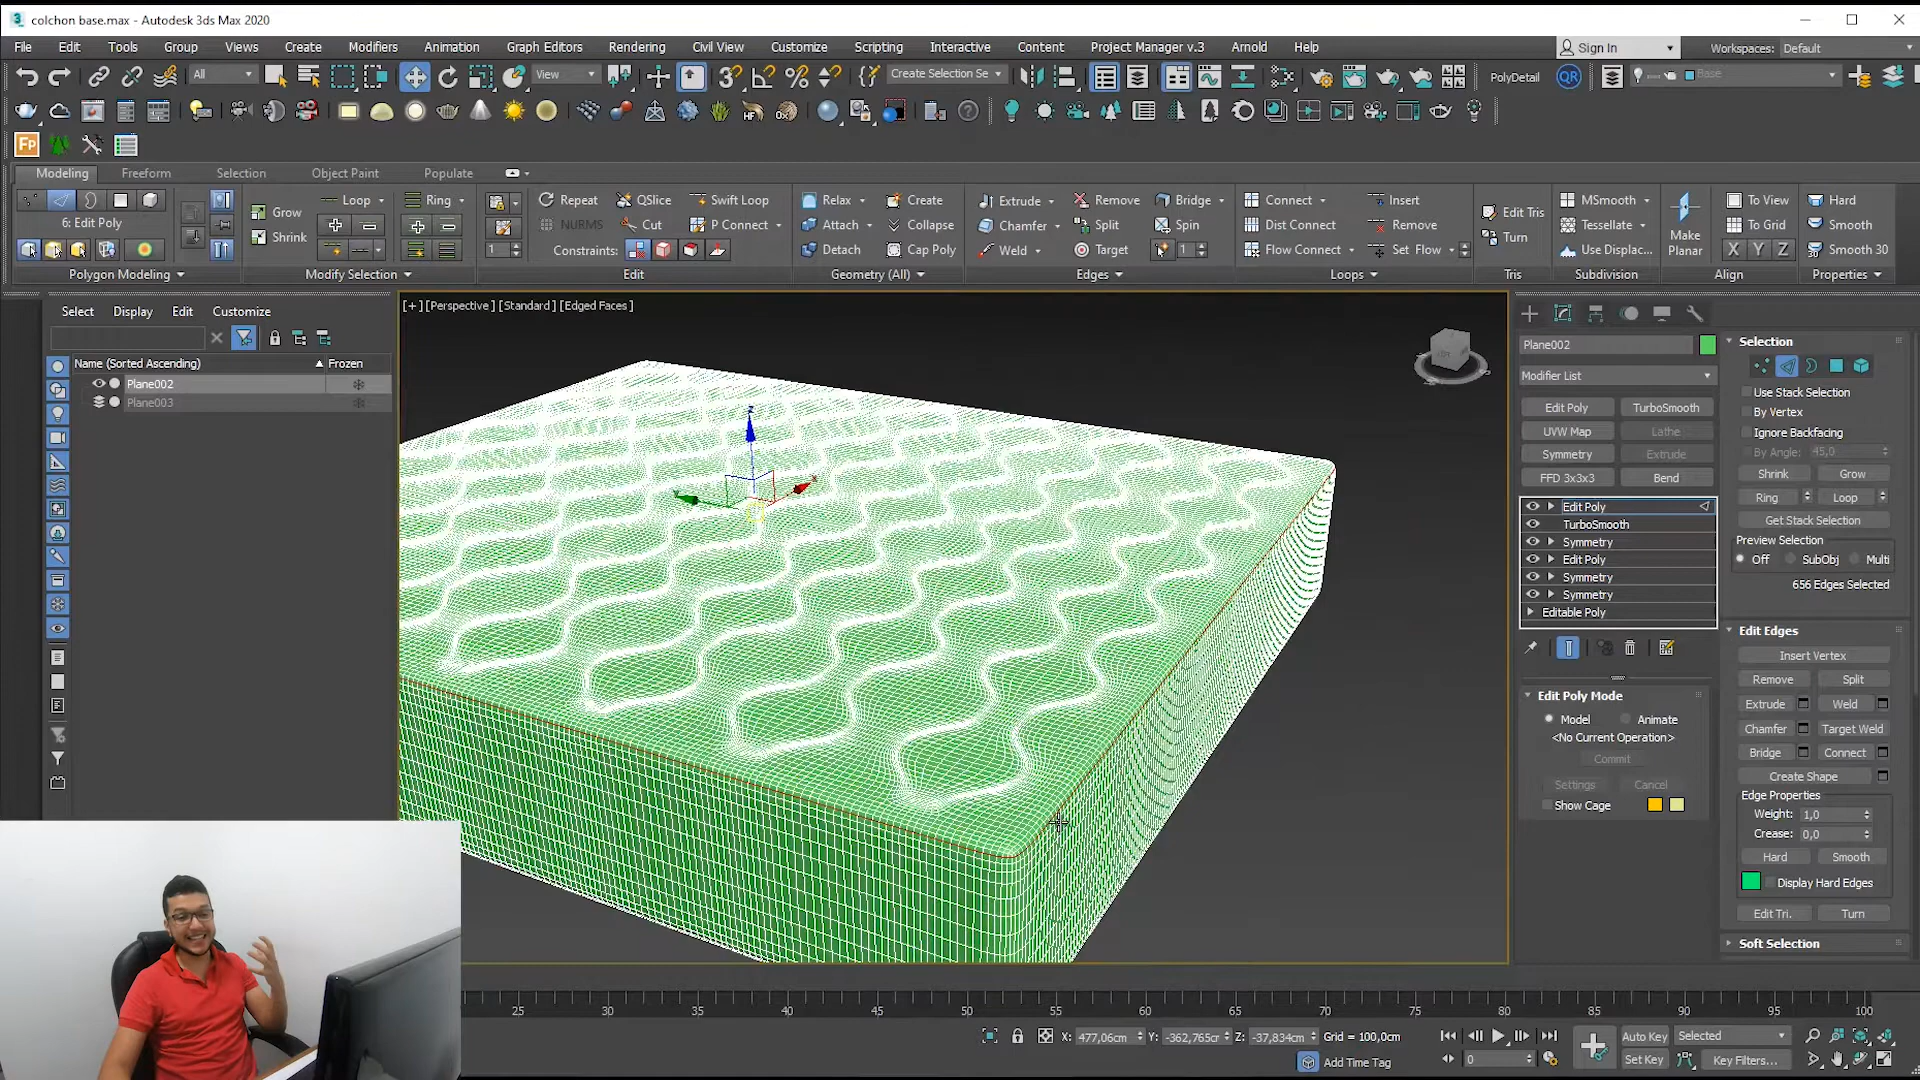 colchon base.max - Autodesk 3ds Max 2020
File Edit Tools Group Views Create Modifiers Animation Graph Editors Rendering Civil View Customize Scripting Interactive Content Project Manager v.3 Arnold Help Sign In Workspaces: Default
All View Create Selection Se PolyDetail QR Base
Fp
Modeling Freeform Selection Object Paint Populate
Loop Ring Repeat QSlice Swift Loop Relax Create Extrude Remove Bridge Connect Insert MSmooth To View Hard
6: Edit Poly Grow NURMS Cut P Connect Attach Collapse Chamfer Split Spin Dist Connect Remove Edit Tris Tessellate Make Planar To Grid Smooth
Shrink 1 Constraints: Detach Cap Poly Weld Target 1 Flow Connect Set Flow Turn Use Displac... X Y Z Smooth 30
Polygon Modeling Modify Selection Edit Geometry (All) Edges Loops Tris Subdivision Align Properties
Select Display Edit Customize
Name (Sorted Ascending) Frozen
Plane002
Plane003
[+] [Perspective] [Standard] [Edged Faces]
z
x
y
Plane002
Modifier List
Edit Poly TurboSmooth
UVW Map Lathe
Symmetry Extrude
FFD 3x3x3 Bend
Edit Poly
TurboSmooth
Symmetry
Edit Poly
Symmetry
Symmetry
Editable Poly
Edit Poly Mode
Model Animate
<No Current Operation>
Commit
Settings Cancel
Show Cage
Selection
Use Stack Selection
By Vertex
Ignore Backfacing
By Angle: 45,0
Shrink Grow
Ring Loop
Get Stack Selection
Preview Selection
Off SubObj Multi
656 Edges Selected
Edit Edges
Insert Vertex
Remove Split
Extrude Weld
Chamfer Target Weld
Bridge Connect
Create Shape
Edge Properties
Weight: 1,0
Crease: 0,0
Hard Smooth
Display Hard Edges
Edit Tri. Turn
Soft Selection
25 30 35 40 45 50 55 60 65 70 75 80 85 90 95 100
X: 477,06cm Y: -362,765cr Z: -37,834cm Grid = 100,0cm Auto Key Selected
Add Time Tag 0 Set Key Key Filters...